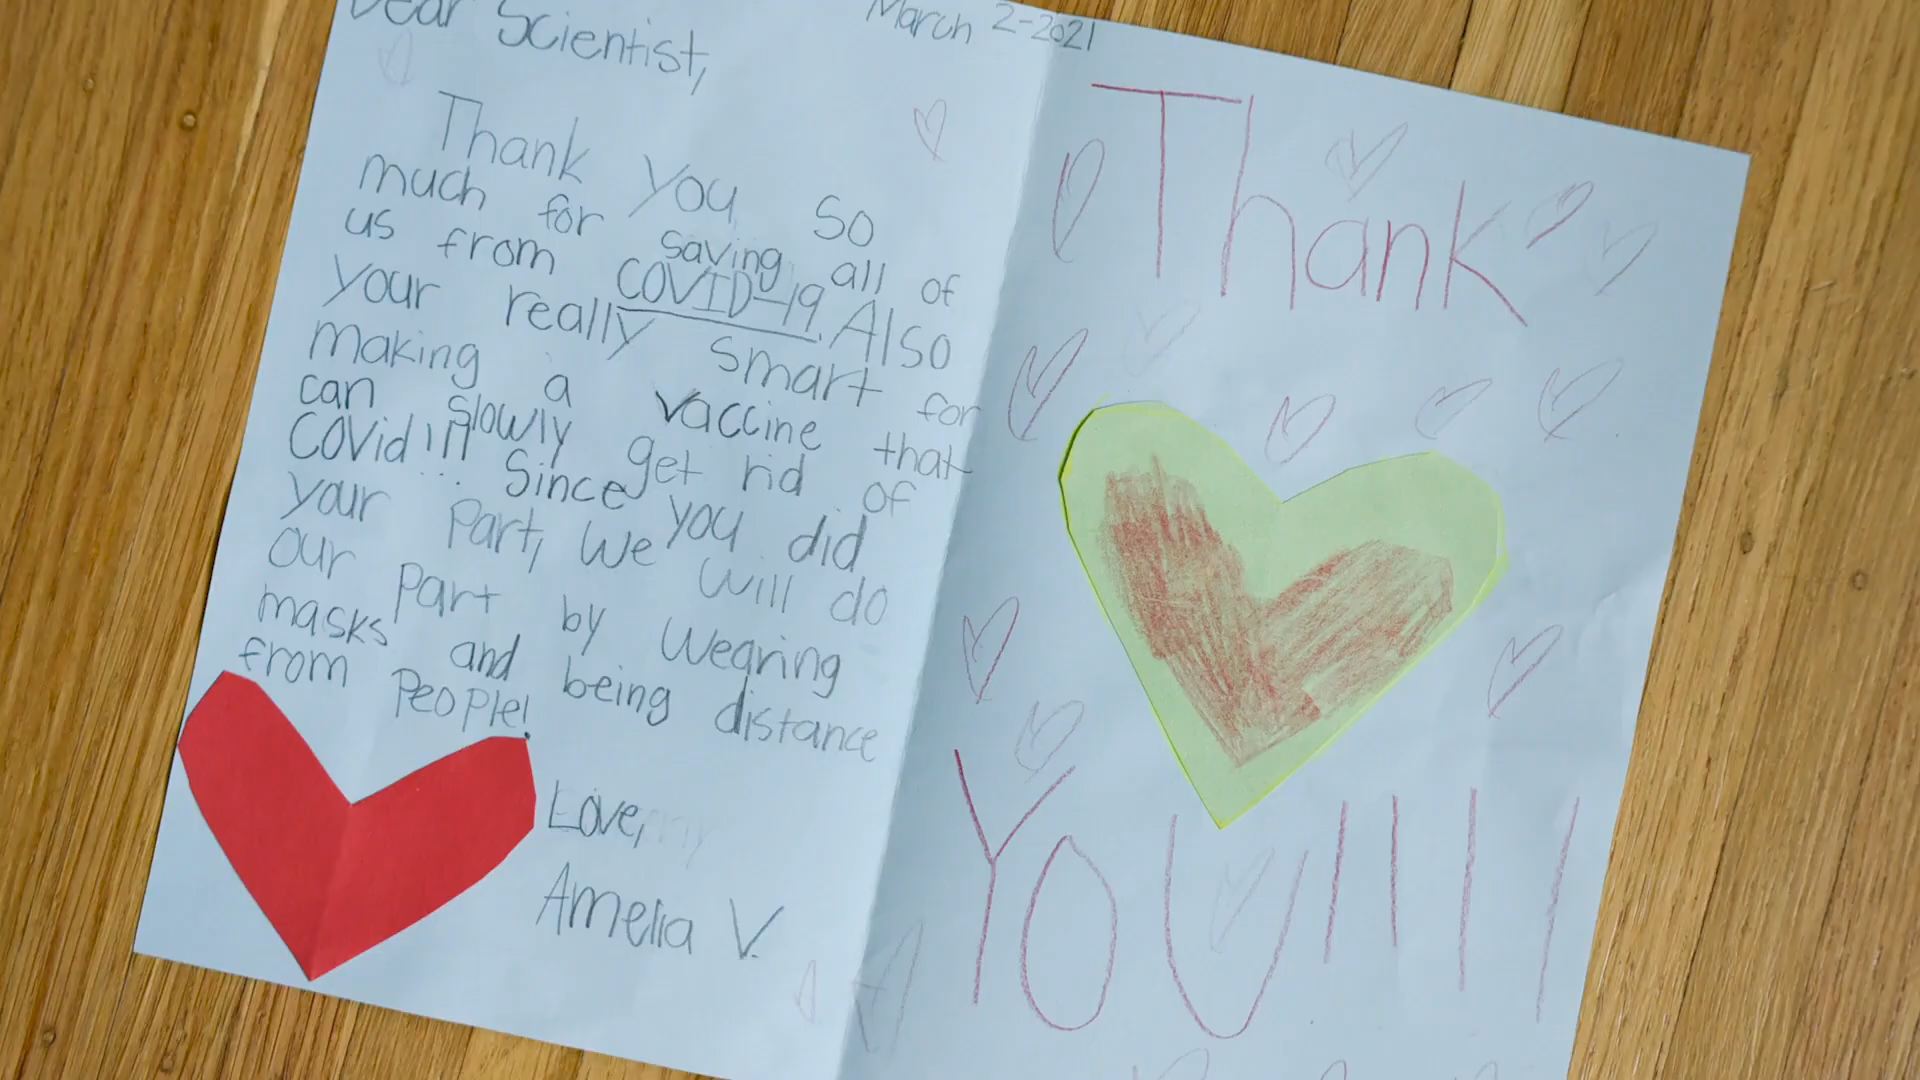 March 2-2021
Dear Scientist,
Thank You so
much for saving all of
us from COVID-19. Also
your really smart for
making a vaccine that
can slowly get rid of
Covid!!! Since you did
your part, we will do
our part by wearing
masks and being distance
from People!
Love,
Amelia V.
Thank
YOU!!!!